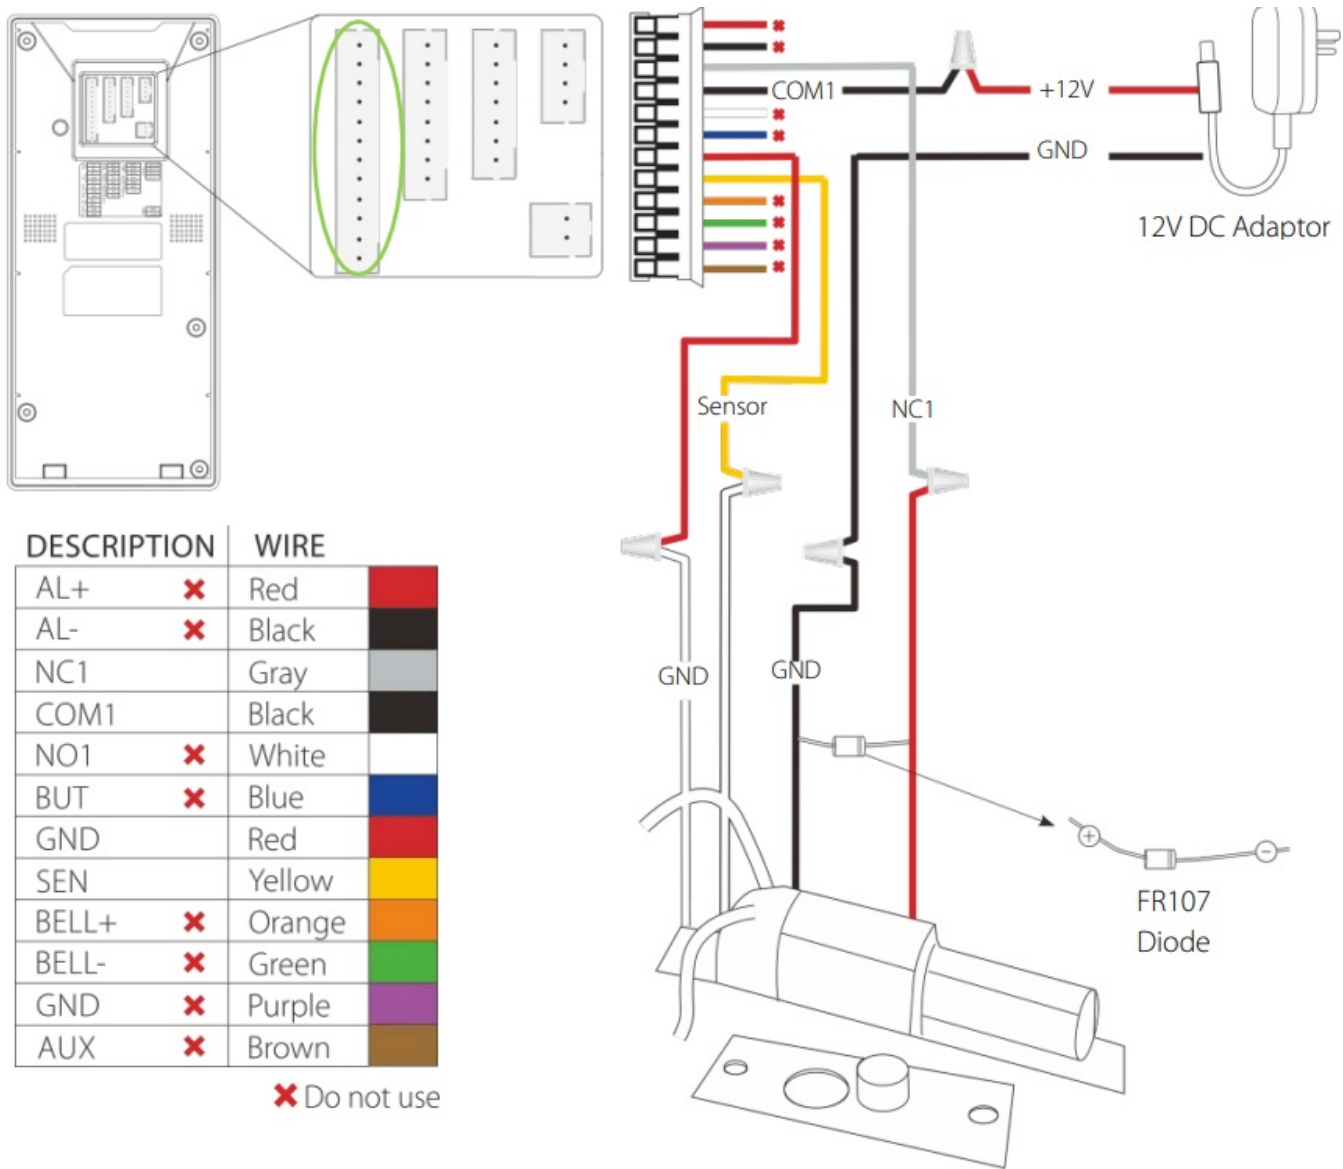 COM1
+12V
GND
12V DC Adaptor
Sensor
NC1
DESCRIPTION WIRE
AL+ ✖ Red
AL- ✖ Black
NC1 Gray
COM1 Black
NO1 ✖ White
BUT ✖ Blue
GND Red
SEN Yellow
BELL+ ✖ Orange
BELL- ✖ Green
GND ✖ Purple
AUX ✖ Brown
✖ Do not use
GND
GND
+
−
FR107
Diode